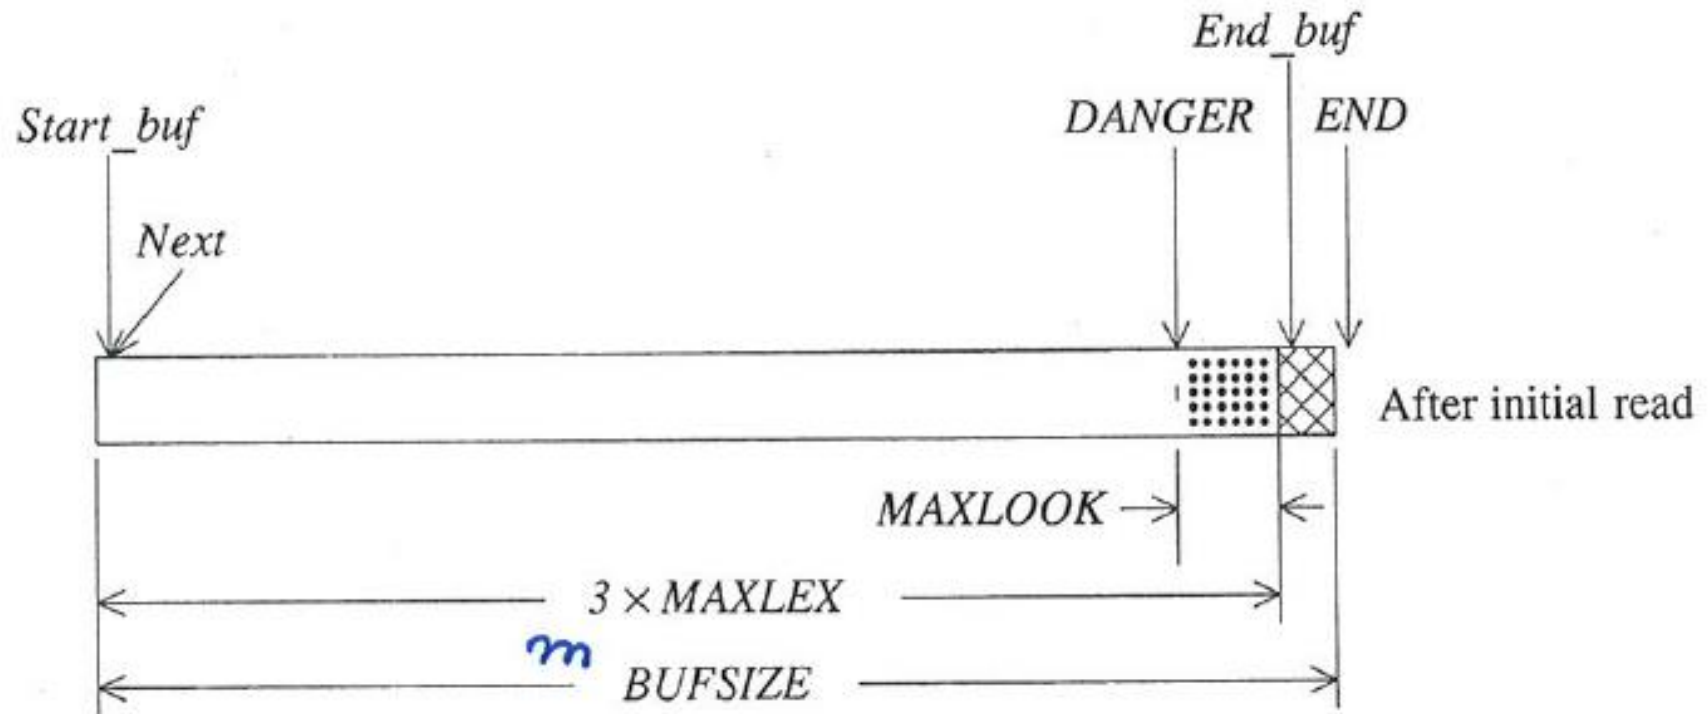 End_buf
Start_buf
DANGER
END
Next
After initial read
MAXLOOK
3 × MAXLEX
m
BUFSIZE